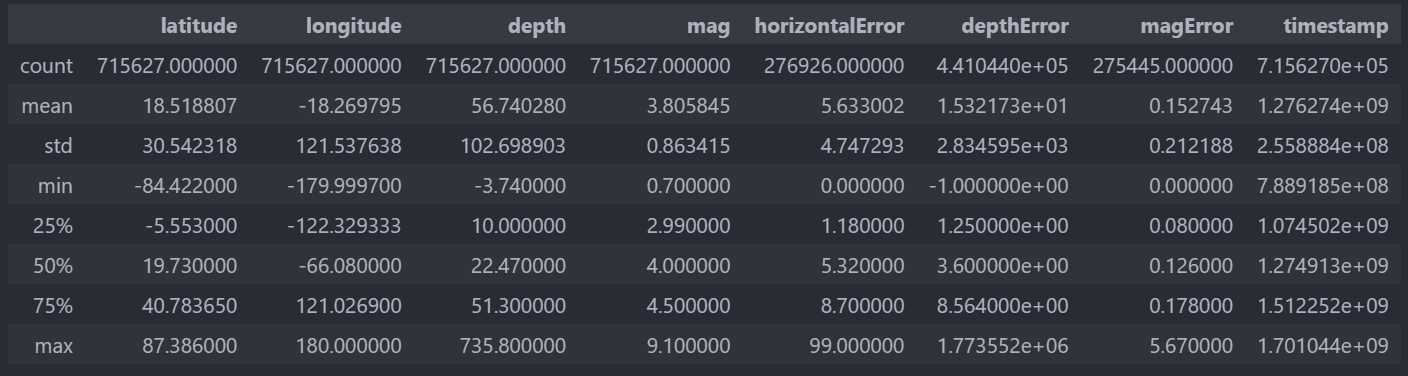 latitude longitude depth mag horizontalError depthError magError timestamp
count 715627.000000 715627.000000 715627.000000 715627.000000 276926.000000 4.410440e+05 275445.000000 7.156270e+05
mean 18.518807 -18.269795 56.740280 3.805845 5.633002 1.532173e+01 0.152743 1.276274e+09
std 30.542318 121.537638 102.698903 0.863415 4.747293 2.834595e+03 0.212188 2.558884e+08
min -84.422000 -179.999700 -3.740000 0.700000 0.000000 -1.000000e+00 0.000000 7.889185e+08
25% -5.553000 -122.329333 10.000000 2.990000 1.180000 1.250000e+00 0.080000 1.074502e+09
50% 19.730000 -66.080000 22.470000 4.000000 5.320000 3.600000e+00 0.126000 1.274913e+09
75% 40.783650 121.026900 51.300000 4.500000 8.700000 8.564000e+00 0.178000 1.512252e+09
max 87.386000 180.000000 735.800000 9.100000 99.000000 1.773552e+06 5.670000 1.701044e+09